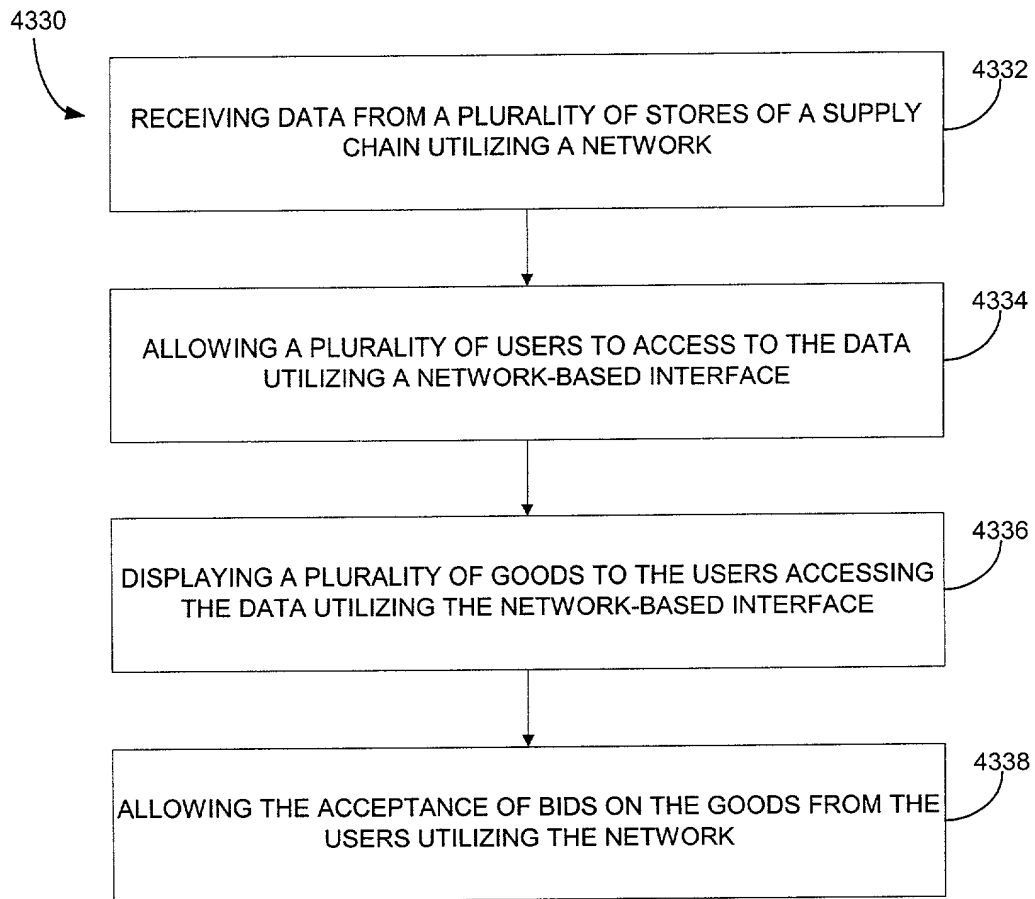 4330
4332
RECEIVING DATA FROM A PLURALITY OF STORES OF A SUPPLY
CHAIN UTILIZING A NETWORK
4334
ALLOWING A PLURALITY OF USERS TO ACCESS TO THE DATA
UTILIZING A NETWORK-BASED INTERFACE
4336
DISPLAYING A PLURALITY OF GOODS TO THE USERS ACCESSING
THE DATA UTILIZING THE NETWORK-BASED INTERFACE
4338
ALLOWING THE ACCEPTANCE OF BIDS ON THE GOODS FROM THE
USERS UTILIZING THE NETWORK